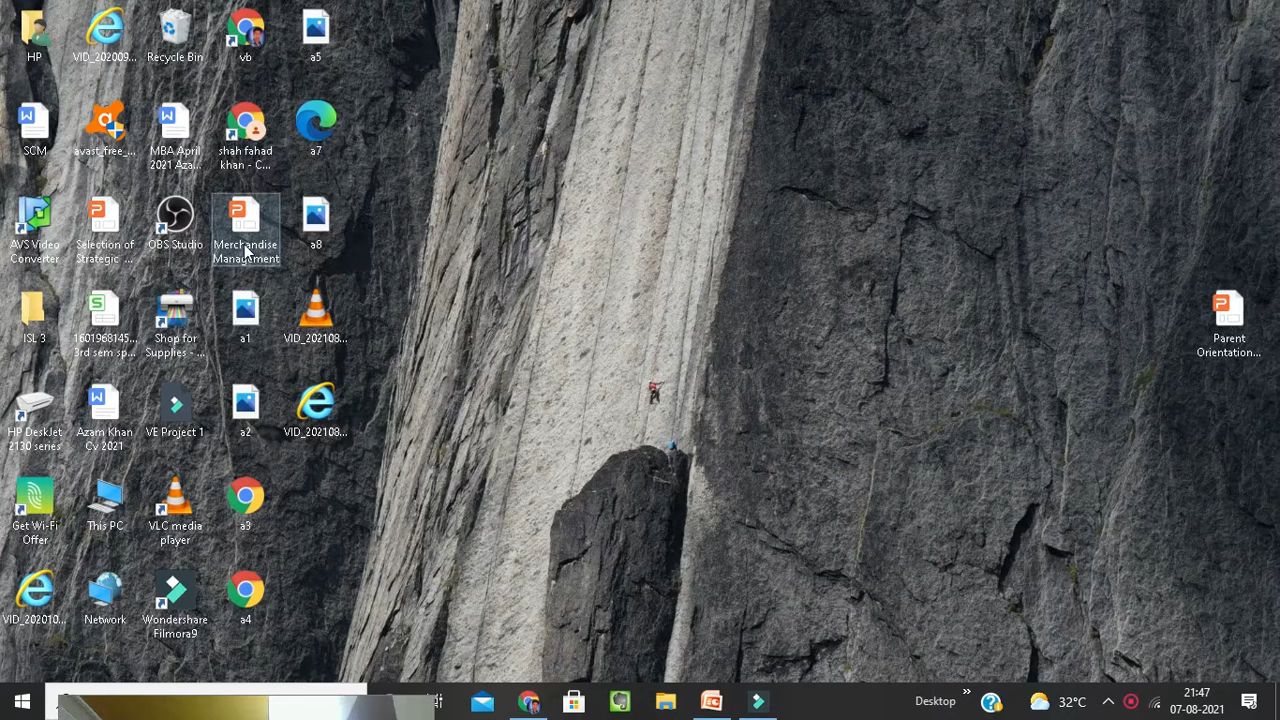 HP
VID_202009...
Recycle Bin
vb
a5
SCM
avast_free_...
MBA April
2021 Aza...
shah fahad
khan - C...
a7
AVS Video
Converter
Selection of
Strategic ...
OBS Studio
Merchandise
Management
a8
ISL 3
1601968145...
3rd sem sp...
Shop for
Supplies - ...
a1
VID_202108...
Parent
Orientation...
HP DeskJet
2130 series
Azam Khan
Cv 2021
VE Project 1
a2
VID_202108...
Get Wi-Fi
Offer
This PC
VLC media
player
a3
VID_202010...
Network
Wondershare
Filmora9
a4
Desktop
»
32°C
21:47
07-08-2021